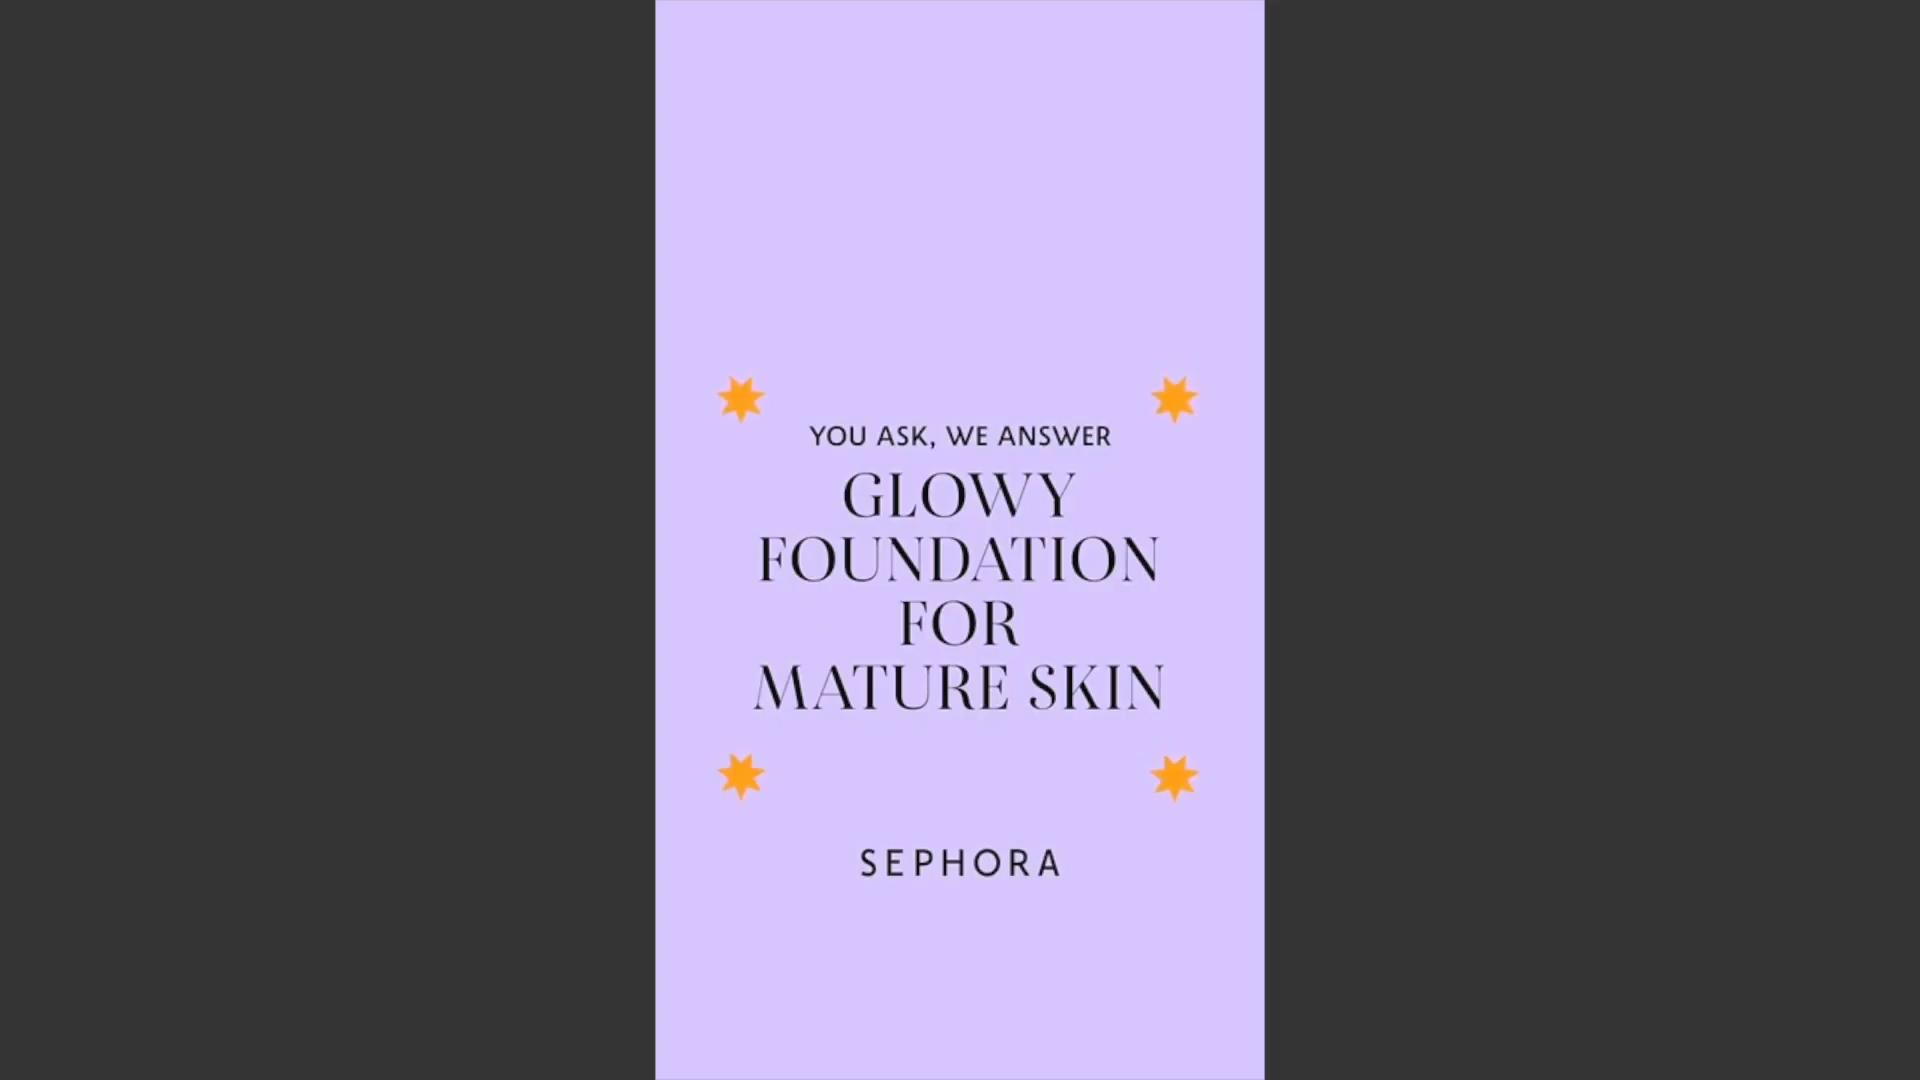 YOU ASK, WE ANSWER
GLOWY
FOUNDATION
FOR
MATURE SKIN
SEPHORA